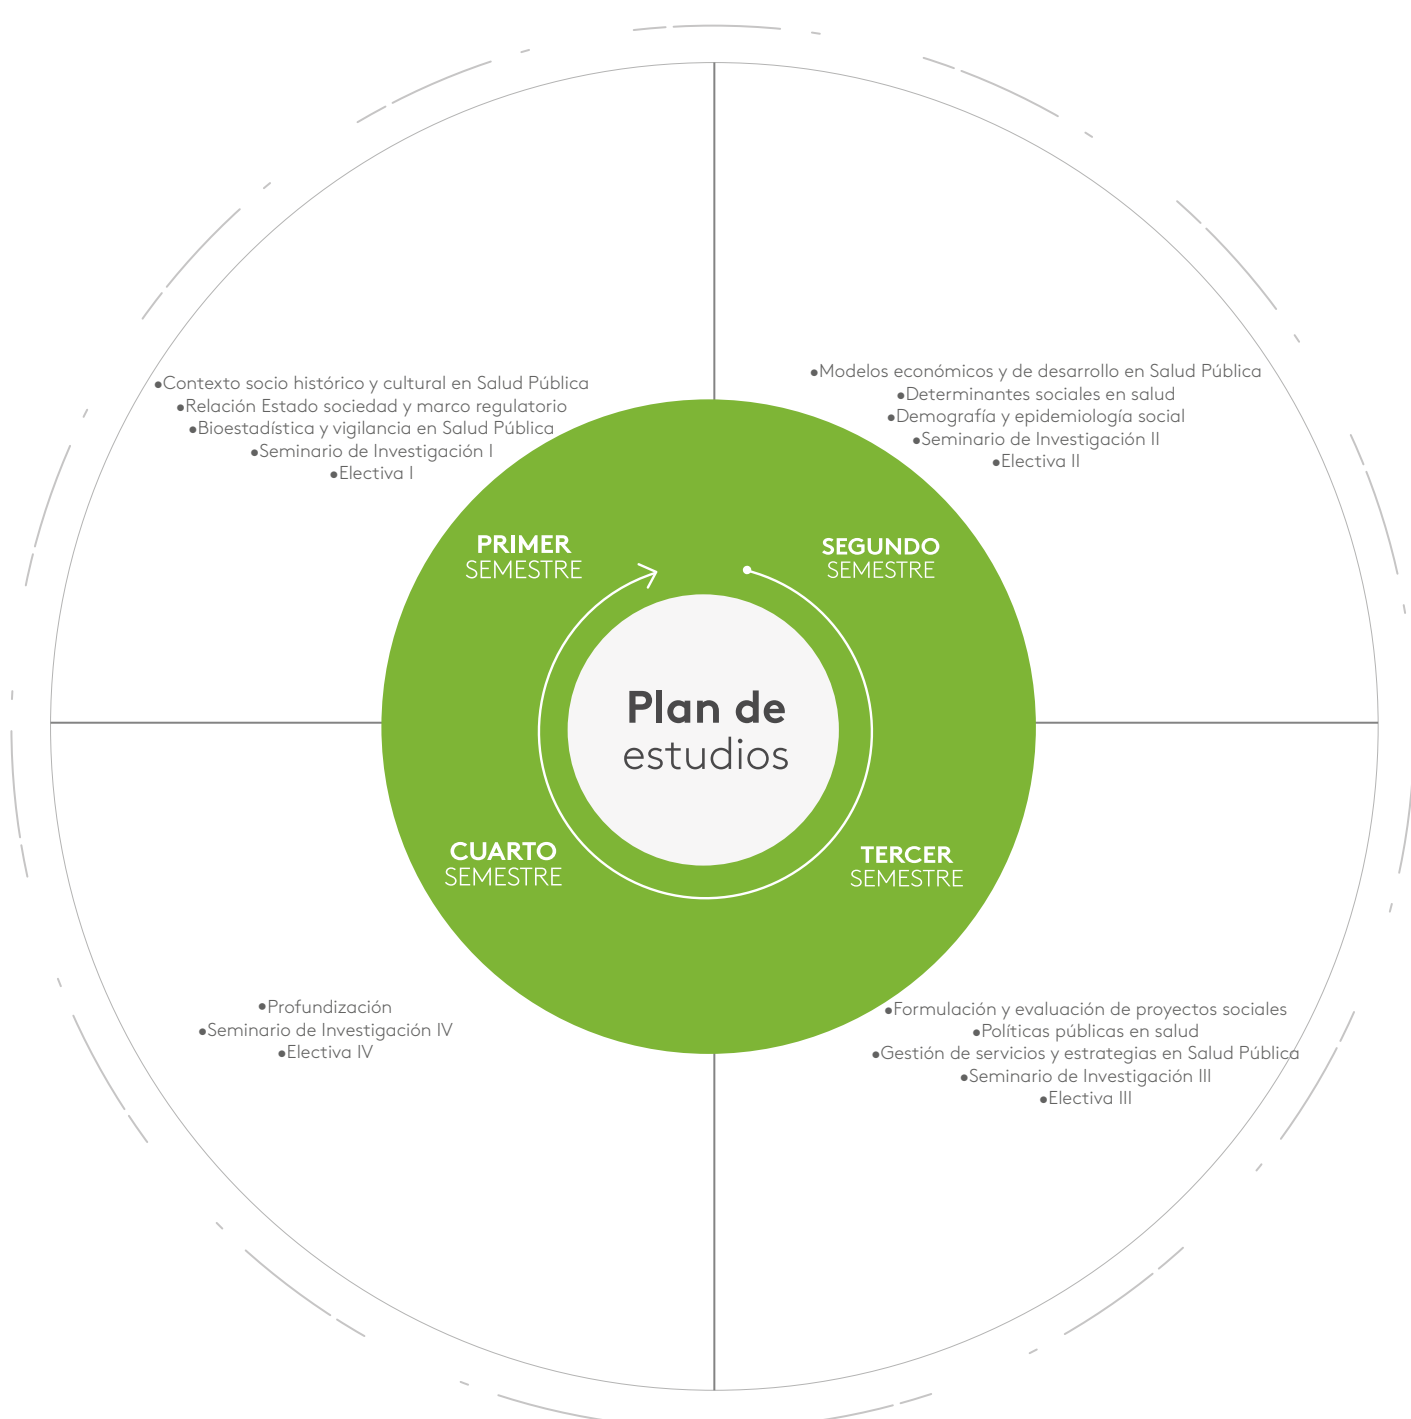 •Contexto socio histórico y cultural en Salud Pública
•Relación Estado sociedad y marco regulatorio
•Bioestadística y vigilancia en Salud Pública
•Seminario de Investigación I
•Electiva I
•Modelos económicos y de desarrollo en Salud Pública
•Determinantes sociales en salud
•Demografía y epidemiología social
•Seminario de Investigación II
•Electiva II
PRIMER
SEMESTRE
SEGUNDO
SEMESTRE
Plan de
estudios
CUARTO
SEMESTRE
TERCER
SEMESTRE
•Profundización
•Seminario de Investigación IV
•Electiva IV
•Formulación y evaluación de proyectos sociales
•Políticas públicas en salud
•Gestión de servicios y estrategias en Salud Pública
•Seminario de Investigación III
•Electiva III